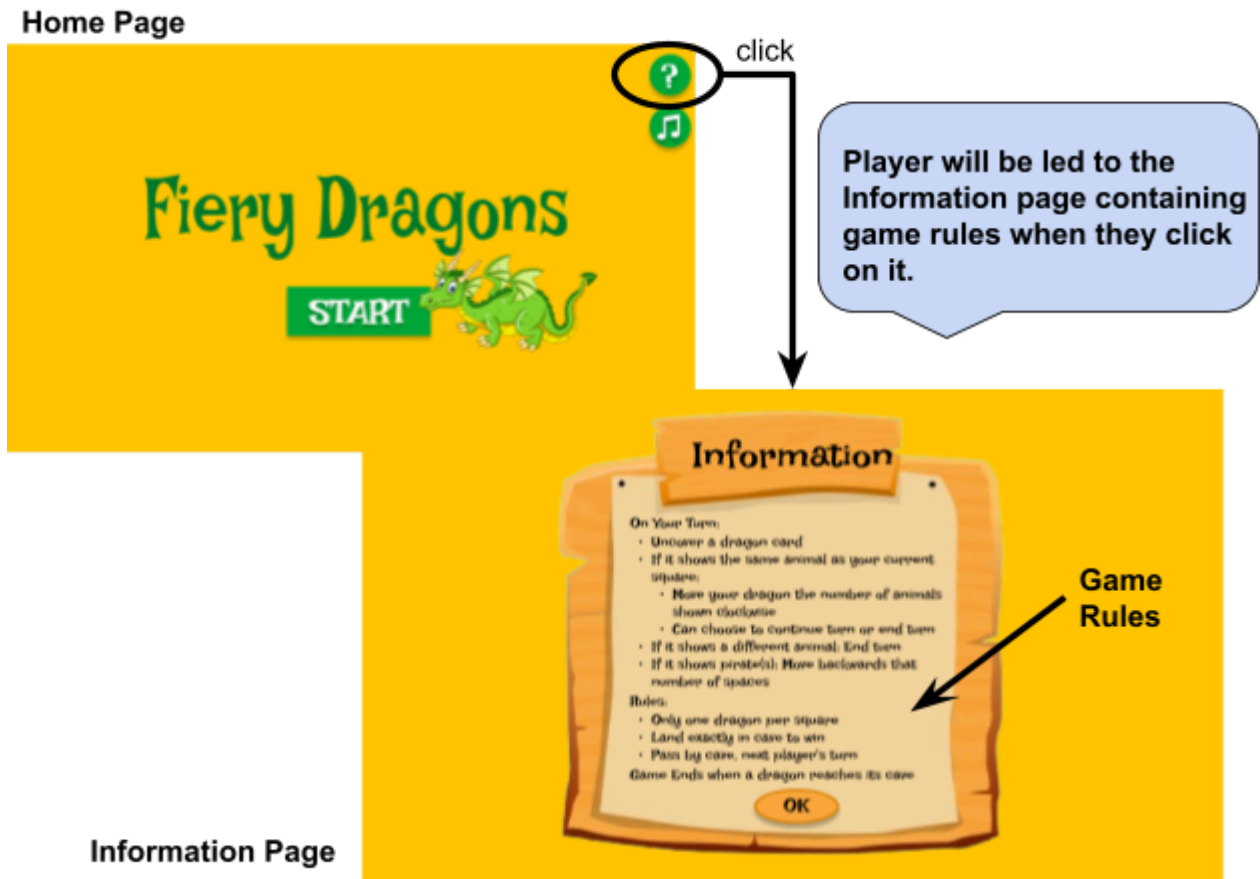 Home Page
click
?
Player will be led to the
Information page containing
game rules when they click
on it.
Fiery Dragons
START
Information
On Your Turn:
• Uncover a dragon card
• If it shows the same animal as your current
square:
• Move your dragon the number of animals
shown clockwise
• Can choose to continue turn or end turn
• If it shows a different animal: End turn
• If it shows pirate(s): Move backwards that
number of spaces
Rules:
• Only one dragon per square
• Land exactly in cave to win
• Pass by cave, next player's turn
Game Ends when a dragon reaches its cave
OK
Game
Rules
Information Page